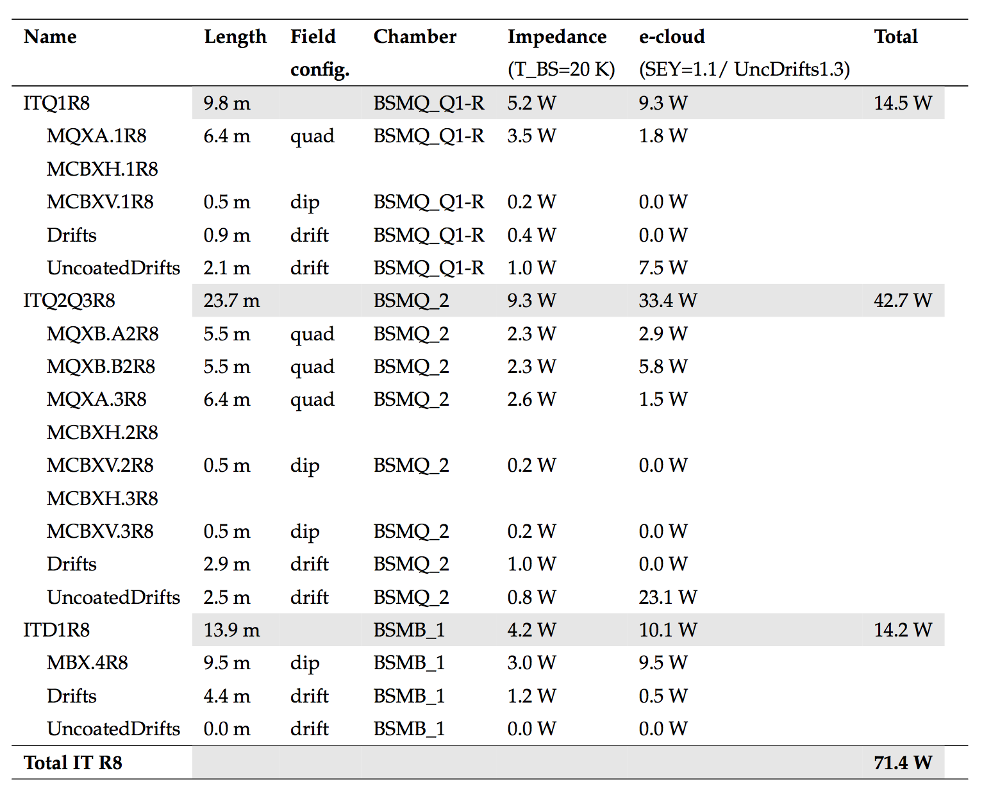 Name Length Field Chamber Impedance e-cloud Total
config. (T_BS=20 K) (SEY=1.1/ UncDrifts1.3)
ITQ1R8 9.8 m BSMQ_Q1-R 5.2 W 9.3 W 14.5 W
MQXA.1R8 6.4 m quad BSMQ_Q1-R 3.5 W 1.8 W
MCBXH.1R8
MCBXV.1R8 0.5 m dip BSMQ_Q1-R 0.2 W 0.0 W
Drifts 0.9 m drift BSMQ_Q1-R 0.4 W 0.0 W
UncoatedDrifts 2.1 m drift BSMQ_Q1-R 1.0 W 7.5 W
ITQ2Q3R8 23.7 m BSMQ_2 9.3 W 33.4 W 42.7 W
MQXB.A2R8 5.5 m quad BSMQ_2 2.3 W 2.9 W
MQXB.B2R8 5.5 m quad BSMQ_2 2.3 W 5.8 W
MQXA.3R8 6.4 m quad BSMQ_2 2.6 W 1.5 W
MCBXH.2R8
MCBXV.2R8 0.5 m dip BSMQ_2 0.2 W 0.0 W
MCBXH.3R8
MCBXV.3R8 0.5 m dip BSMQ_2 0.2 W 0.0 W
Drifts 2.9 m drift BSMQ_2 1.0 W 0.0 W
UncoatedDrifts 2.5 m drift BSMQ_2 0.8 W 23.1 W
ITD1R8 13.9 m BSMB_1 4.2 W 10.1 W 14.2 W
MBX.4R8 9.5 m dip BSMB_1 3.0 W 9.5 W
Drifts 4.4 m drift BSMB_1 1.2 W 0.5 W
UncoatedDrifts 0.0 m drift BSMB_1 0.0 W 0.0 W
Total IT R8 71.4 W